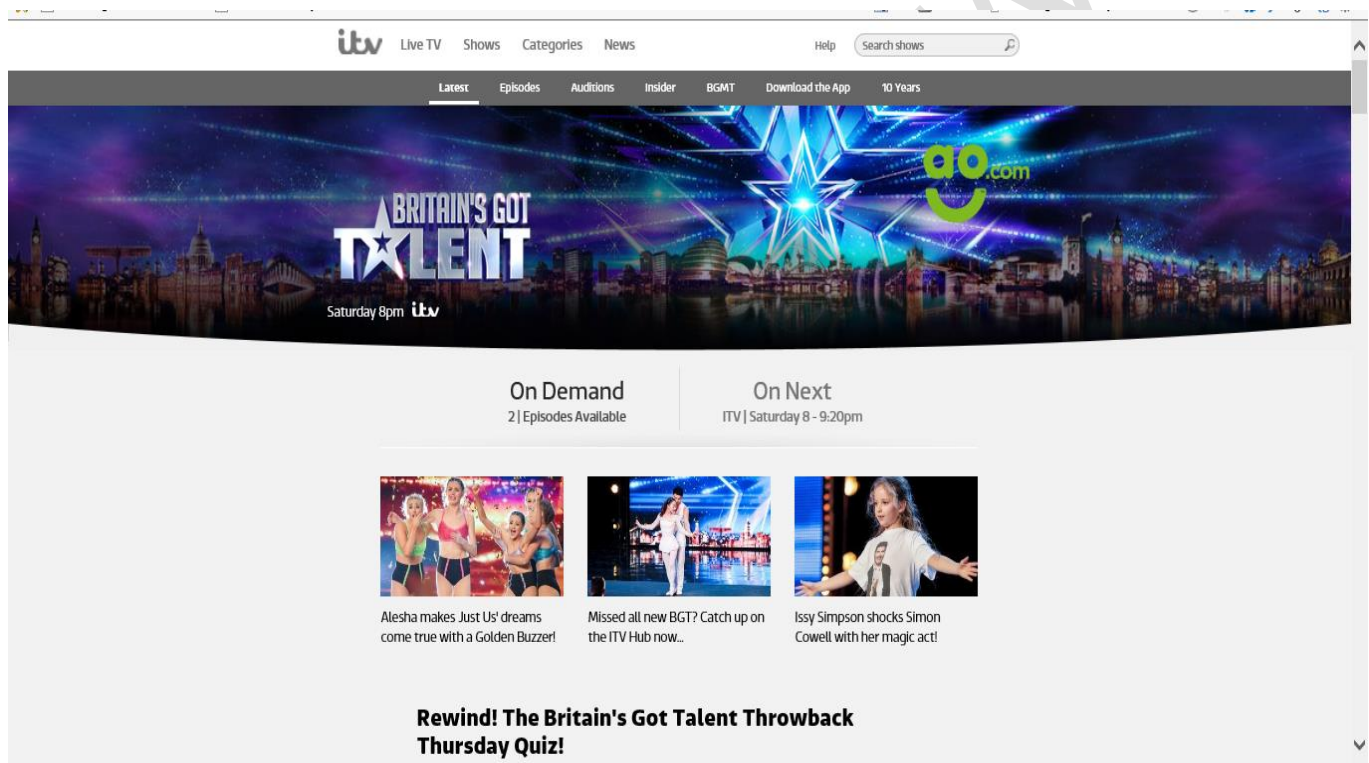 itv Live TV Shows Categories News Help Search shows
Latest Episodes Auditions Insider BGMT Download the App 10 Years
ao.com
BRITAIN'S GOT
TALENT
Saturday 8pm itv
On Demand On Next
2 | Episodes Available ITV | Saturday 8 - 9:20pm
Alesha makes Just Us' dreams
come true with a Golden Buzzer!
Missed all new BGT? Catch up on
the ITV Hub now...
Issy Simpson shocks Simon
Cowell with her magic act!
Rewind! The Britain's Got Talent Throwback
Thursday Quiz!